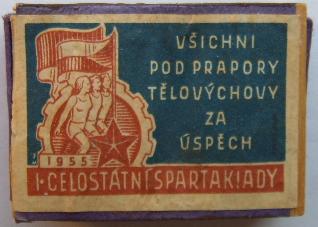 VŠICHNI
POD PRAPORY
TĚLOVÝCHOVY
ZA
ÚSPĚCH
1955
I. CELOSTÁTNÍ SPARTAKIADY